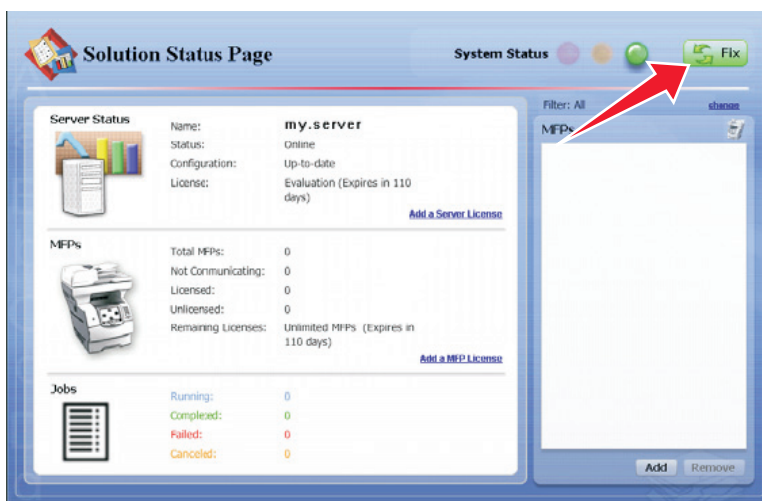 Solution Status Page
System Status
Fix
Server Status
Name: my.server
Status: Online
Configuration: Up-to-date
License: Evaluation (Expires in 110
days)
Add a Server License
MFPs
Total MFPs: 0
Not Communicating: 0
Licensed: 0
Unlicensed: 0
Remaining Licenses: Unlimited MFPs (Expires in
110 days)
Add a MFP License
Jobs
Running: 0
Completed: 0
Failed: 0
Canceled: 0
Filter: All
change
MFPs
Add
Remove